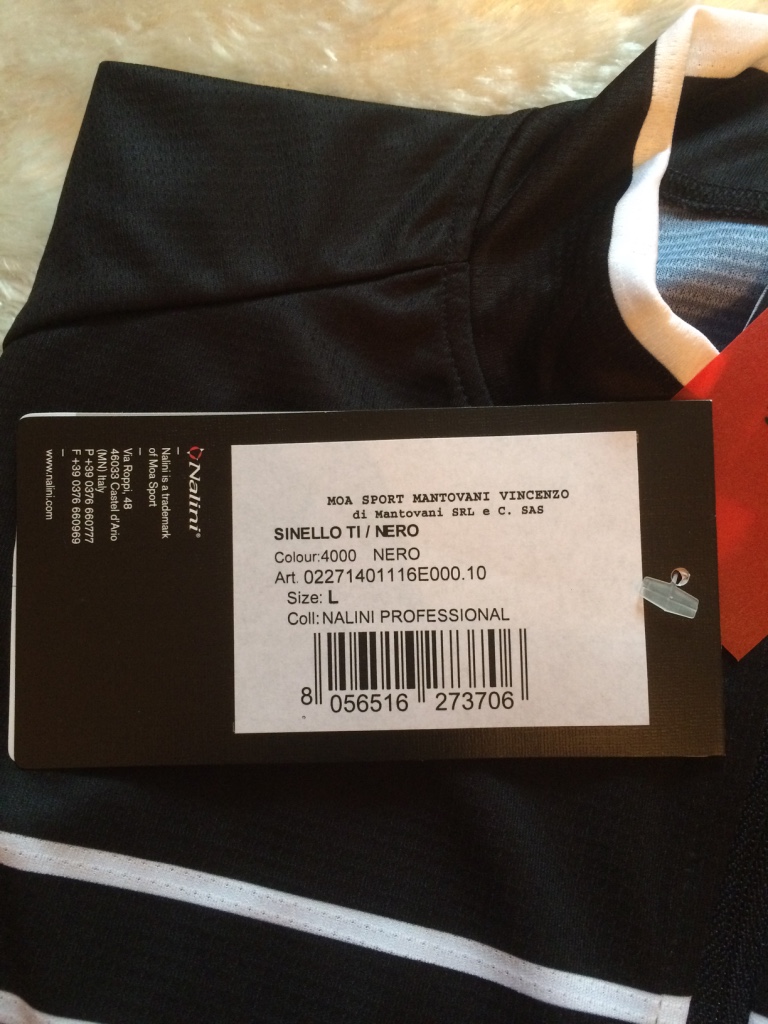 MOA SPORT MANTOVANI VINCENZO
di Mantovani SRL e C. SAS
SINELLO TI / NERO
Colour:4000 NERO
Art. 02271401116E000.10
Size: L
Coll: NALINI PROFESSIONAL
8 056516 273706
Nalini®
Nalini is a trademark
of Moa Sport
Via Roppi, 48
46033 Castel d'Ario
(MN) Italy
P +39 0376 660777
F +39 0376 660969
www.nalini.com